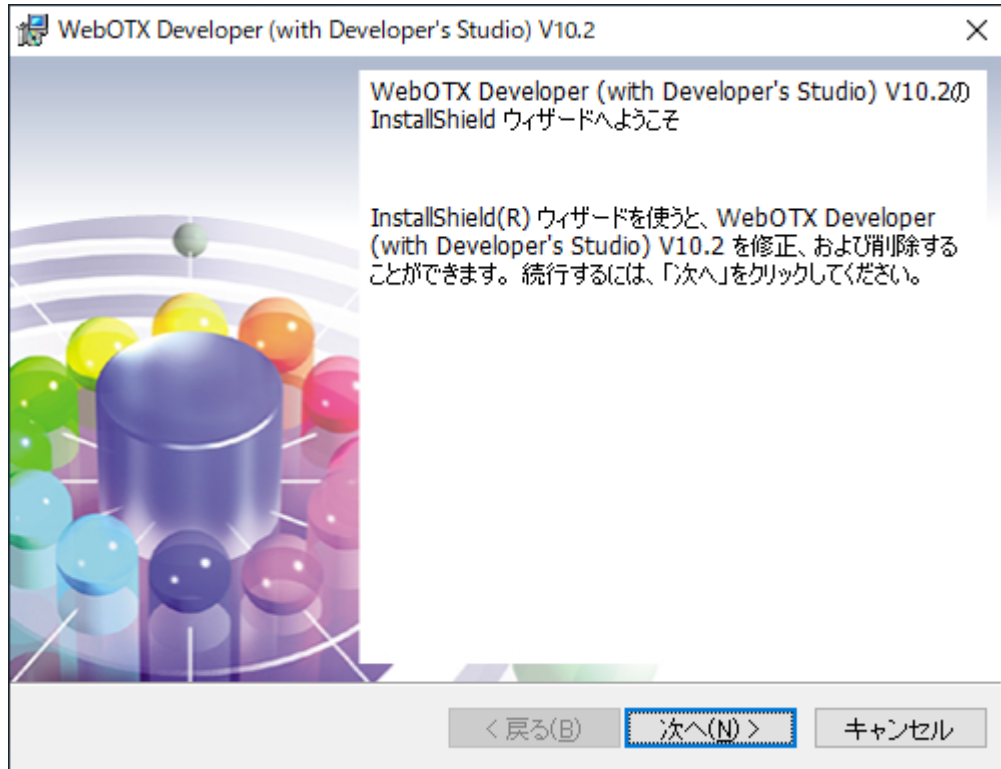 WebOTX Developer (with Developer's Studio) V10.2
WebOTX Developer (with Developer's Studio) V10.2の
InstallShield ウィザードへようこそ
InstallShield(R) ウィザードを使うと、WebOTX Developer
(with Developer's Studio) V10.2 を修正、および削除する
ことができます。続行するには、「次へ」をクリックしてください。
< 戻る(B)
次へ(N) >
キャンセル